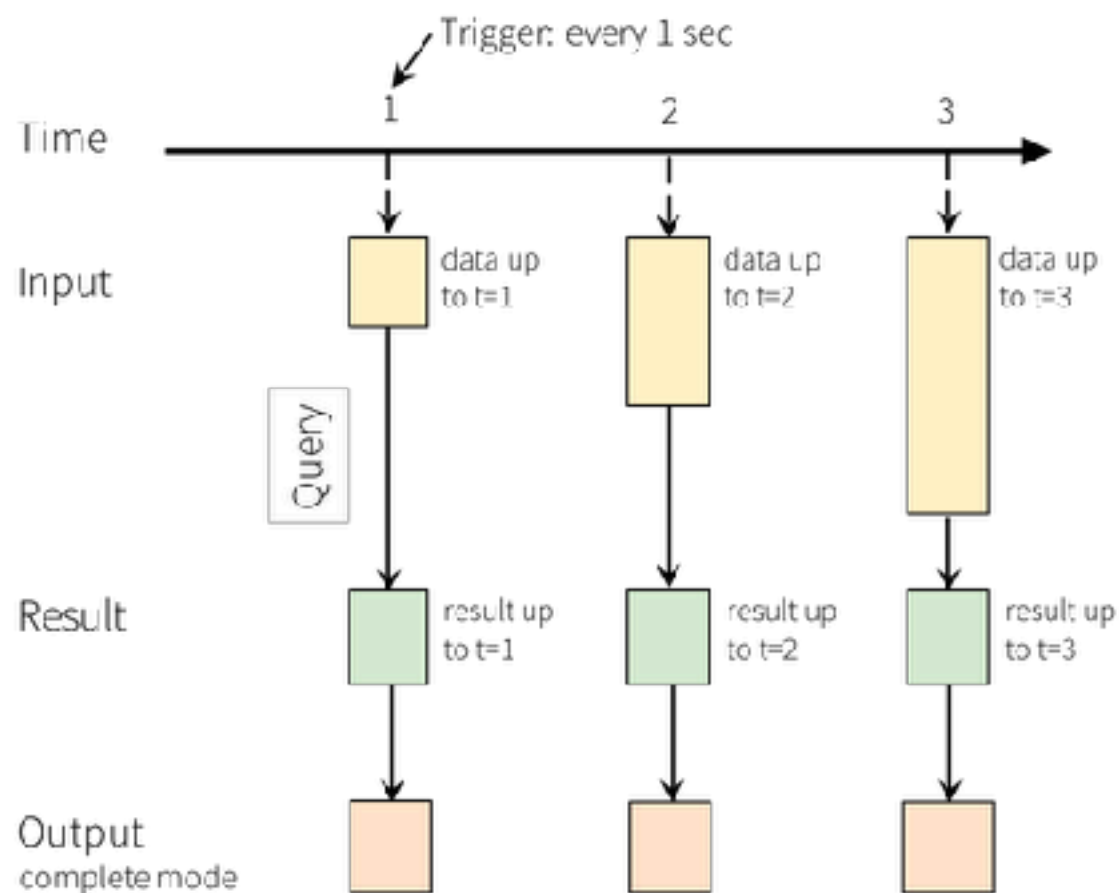 Trigger: every 1 sec
1 2 3
Time
Input
data up
to t=1
data up
to t=2
data up
to t=3
Query
Result
result up
to t=1
result up
to t=2
result up
to t=3
Output
complete mode